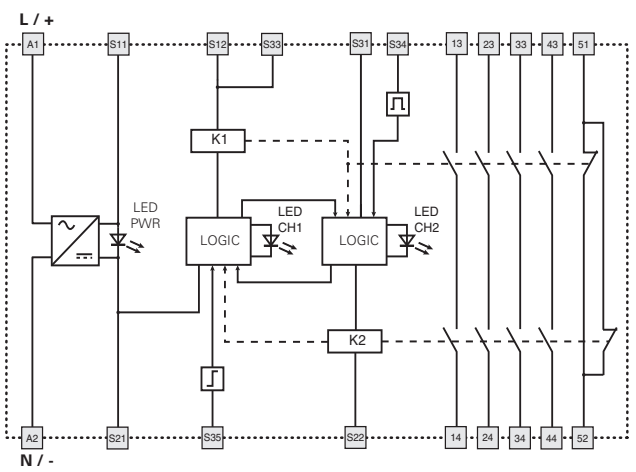 L / +
A1 S11 S12 S33 S31 S34 13 23 33 43 51
K1
LED
PWR
LOGIC
LED
CH1
LOGIC
LED
CH2
K2
A2 S21 S35 S22 14 24 34 44 52
N / -